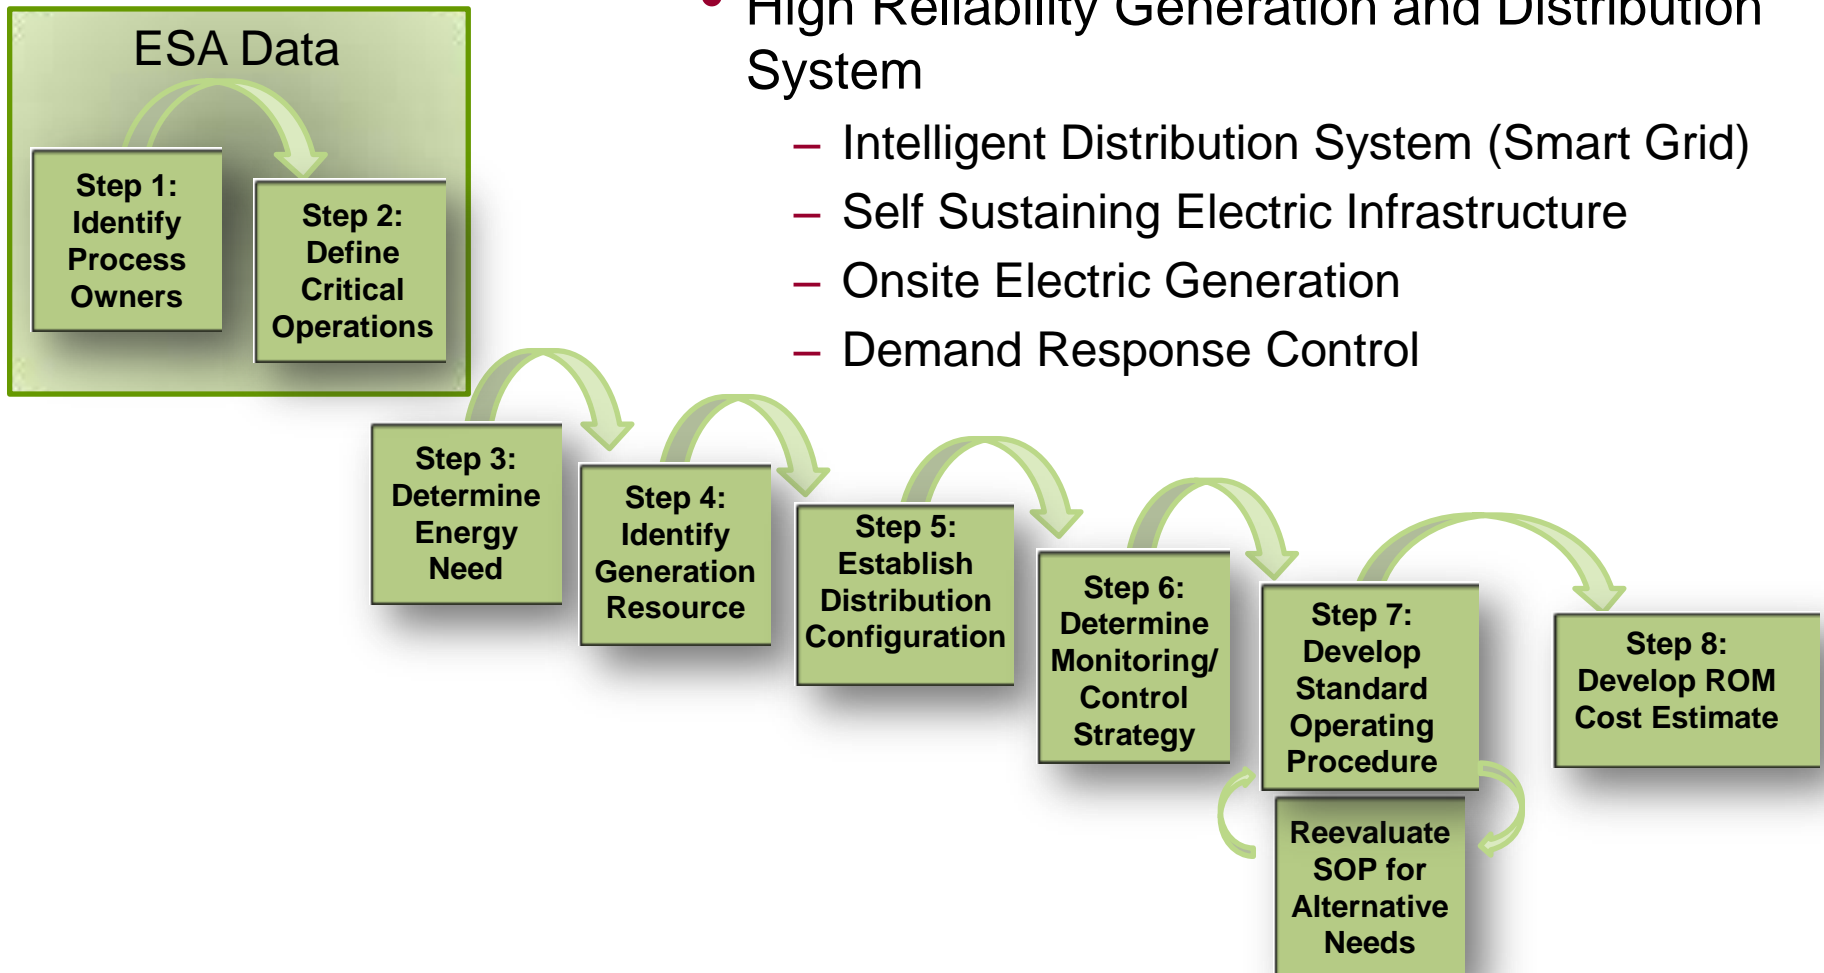 ESA Data
• High Reliability Generation and Distribution
System
– Intelligent Distribution System (Smart Grid)
– Self Sustaining Electric Infrastructure
– Onsite Electric Generation
– Demand Response Control
Step 1:
Identify
Process
Owners
Step 2:
Define
Critical
Operations
Step 3:
Determine
Energy
Need
Step 4:
Identify
Generation
Resource
Step 5:
Establish
Distribution
Configuration
Step 6:
Determine
Monitoring/
Control
Strategy
Step 7:
Develop
Standard
Operating
Procedure
Step 8:
Develop ROM
Cost Estimate
Reevaluate
SOP for
Alternative
Needs